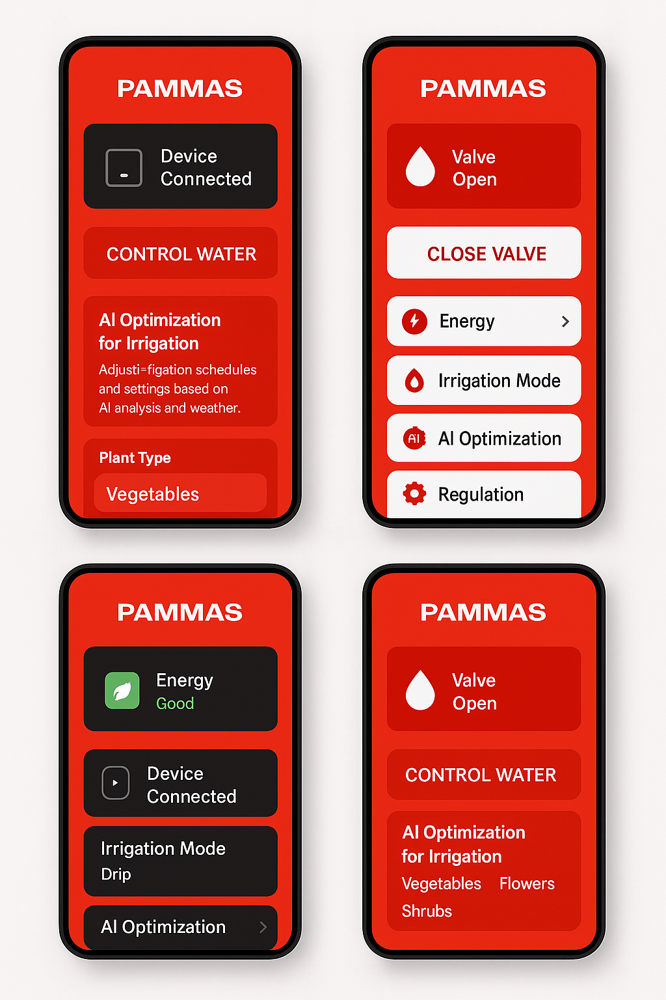 PAMMAS
Device
Connected
CONTROL WATER
AI Optimization
for Irrigation
Adjusti=figation schedules
and settings based on
AI analysis and weather.
Plant Type
Vegetables
PAMMAS
Valve
Open
CLOSE VALVE
Energy
Irrigation Mode
AI
AI Optimization
Regulation
PAMMAS
Energy
Good
Device
Connected
Irrigation Mode
Drip
AI Optimization
PAMMAS
Valve
Open
CONTROL WATER
AI Optimization
for Irrigation
Vegetables Flowers
Shrubs